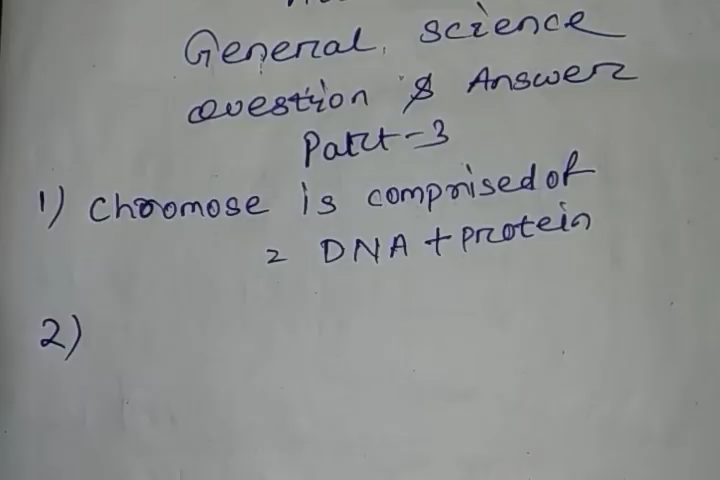 General, science
Question & Answer
Part-3
1) Chromose is comprised of
= DNA + protein
2)